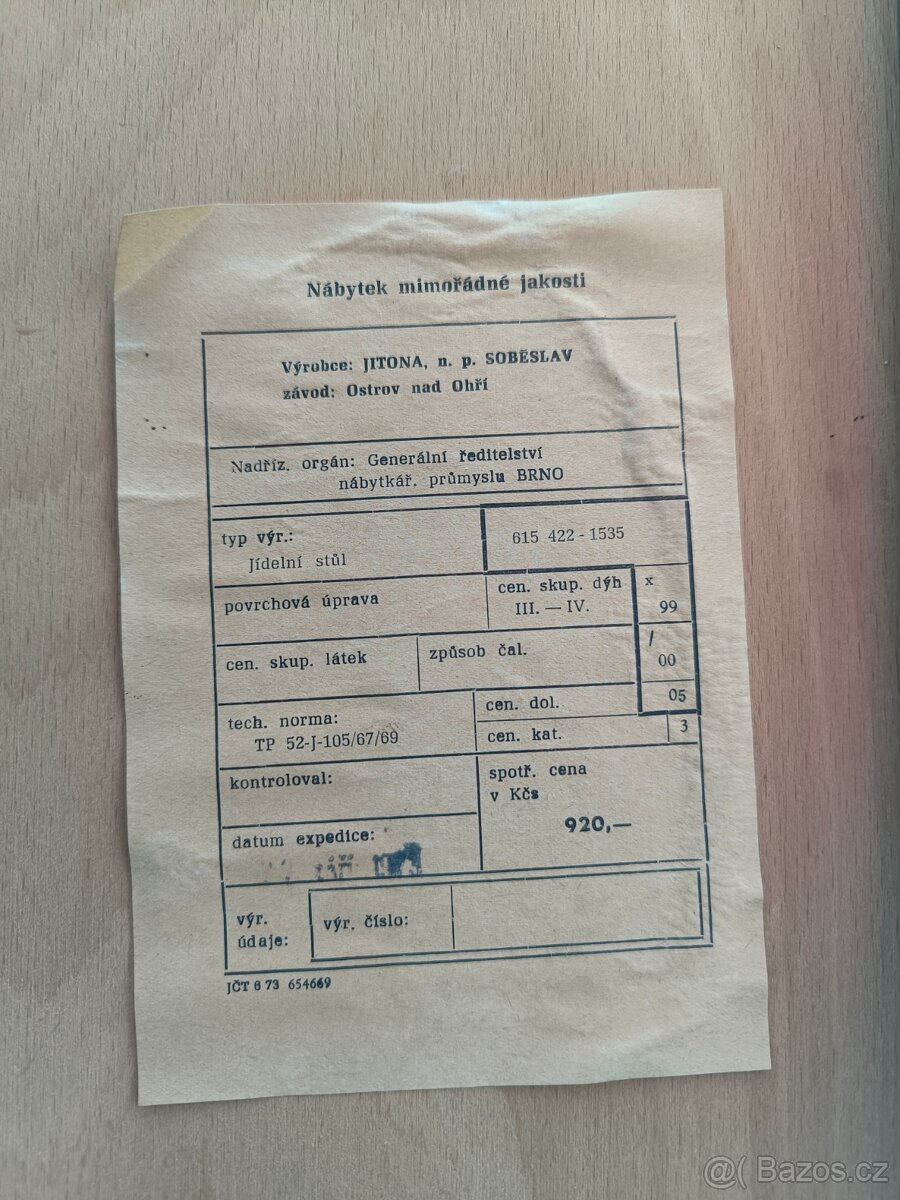 Nábytek mimořádné jakosti
Výrobce: JITONA, n. p. SOBĚSLAV
závod: Ostrov nad Ohří
Nadříz. orgán: Generální ředitelství
nábytkář. průmyslu BRNO
typ výr.:
Jídelní stůl
615 422 - 1535
povrchová úprava
cen. skup. dýh
III. — IV.
x
99
cen. skup. látek
způsob čal.
/
00
tech. norma:
TP 52-J-105/67/69
cen. dol.
05
cen. kat.
3
kontroloval:
spotř. cena
v Kčs
920,—
datum expedice:
září
výr.
údaje:
výr. číslo:
JČT 6 73 654669
@( Bazos.cz